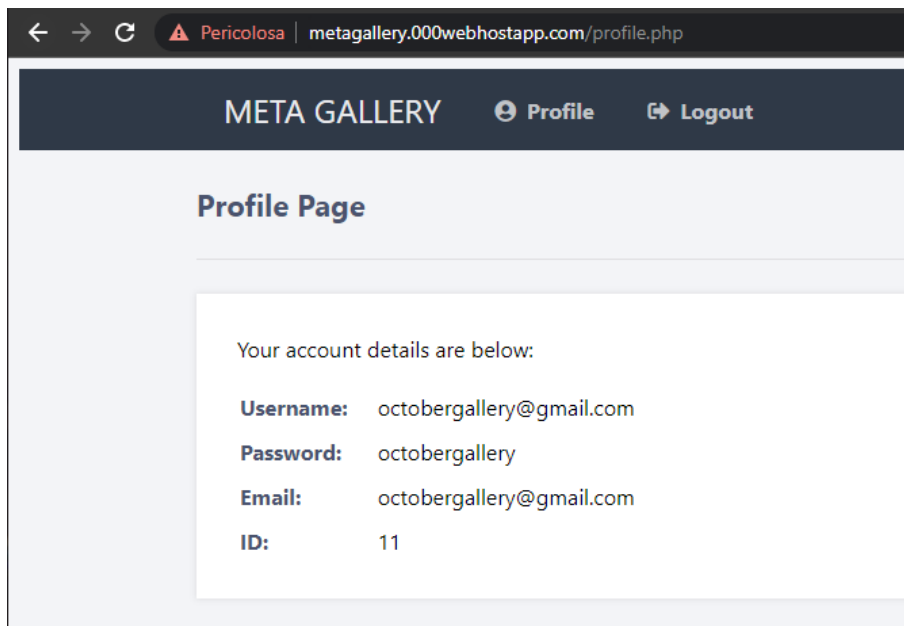 Pericolosa metagallery.000webhostapp.com/profile.php
META GALLERY Profile Logout
Profile Page
Your account details are below:
Username: octobergallery@gmail.com
Password: octobergallery
Email: octobergallery@gmail.com
ID: 11